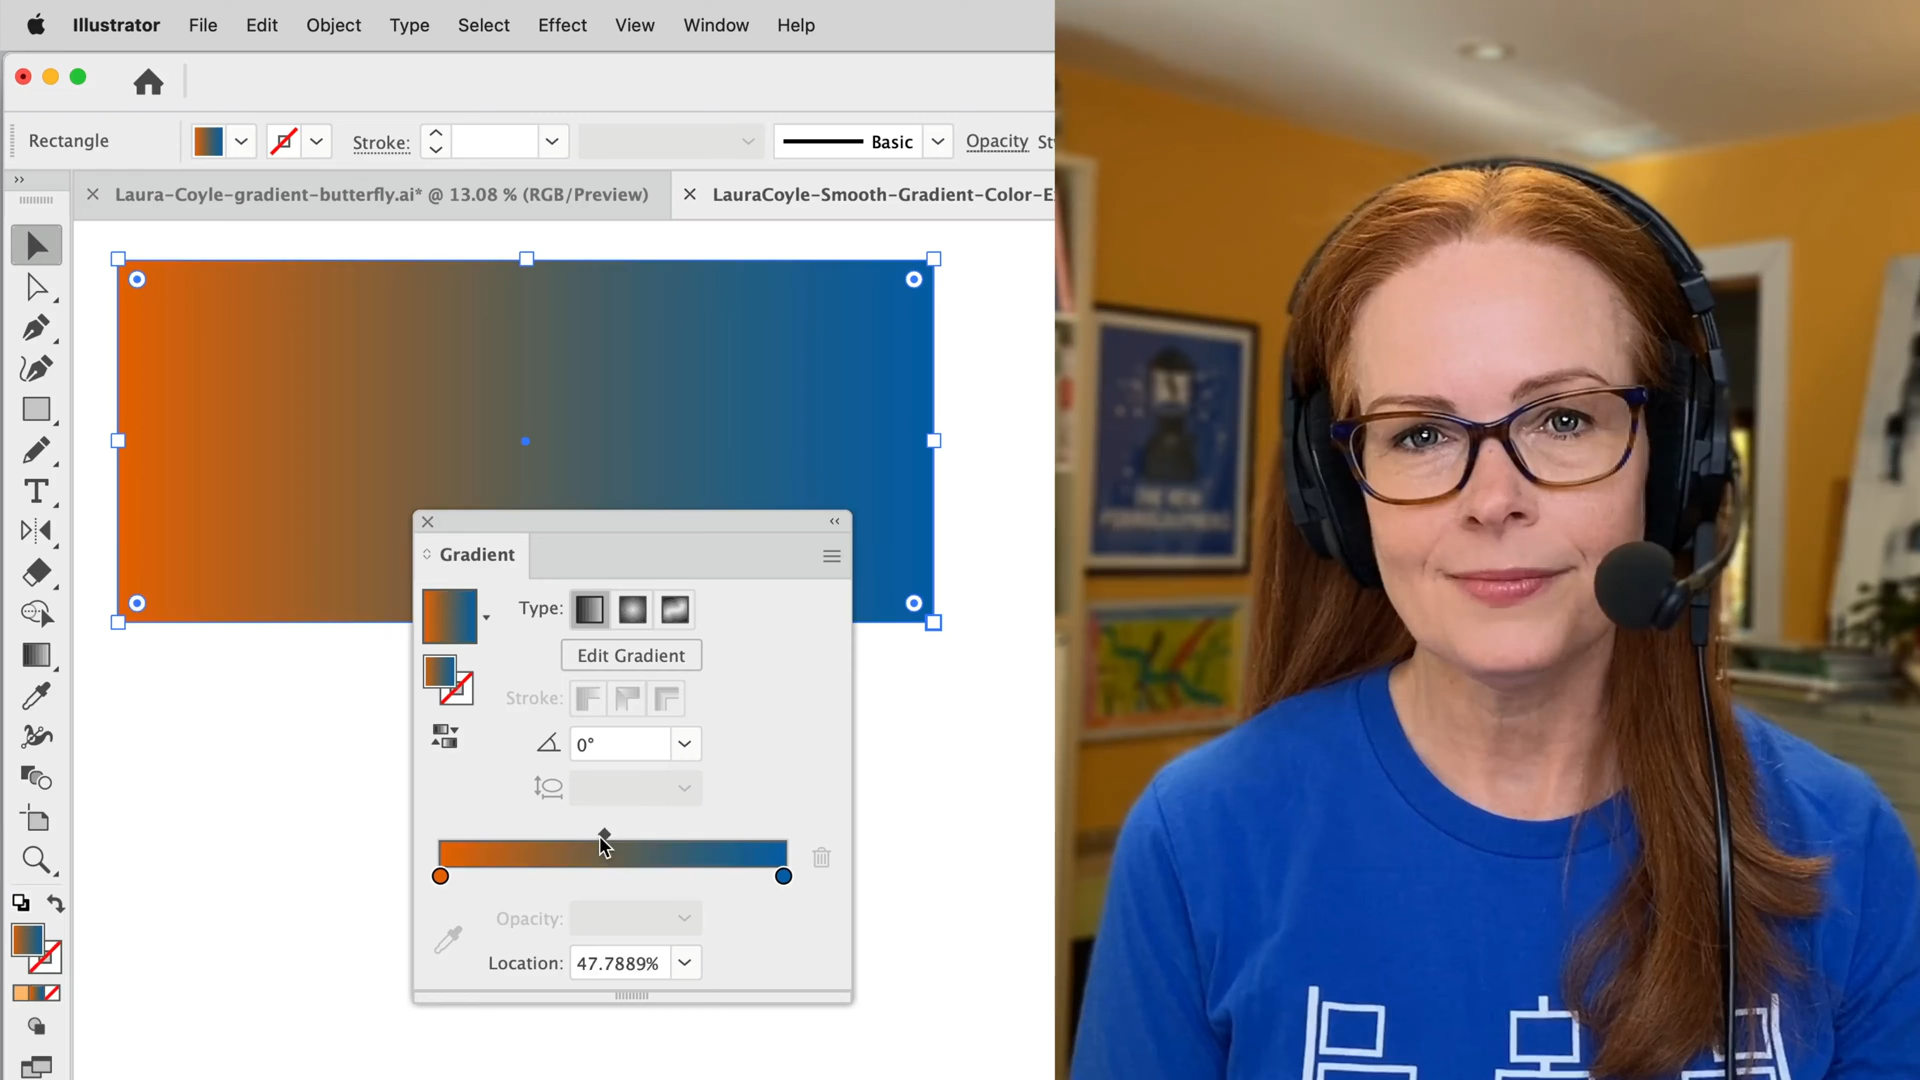 Illustrator File Edit Object Type Select Effect View Window Help
Rectangle Stroke: Basic Opacity St
Laura-Coyle-gradient-butterfly.ai* @ 13.08 % (RGB/Preview) LauraCoyle-Smooth-Gradient-Color-E
Gradient
Type:
Edit Gradient
Stroke:
0°
Opacity:
Location: 47.7889%